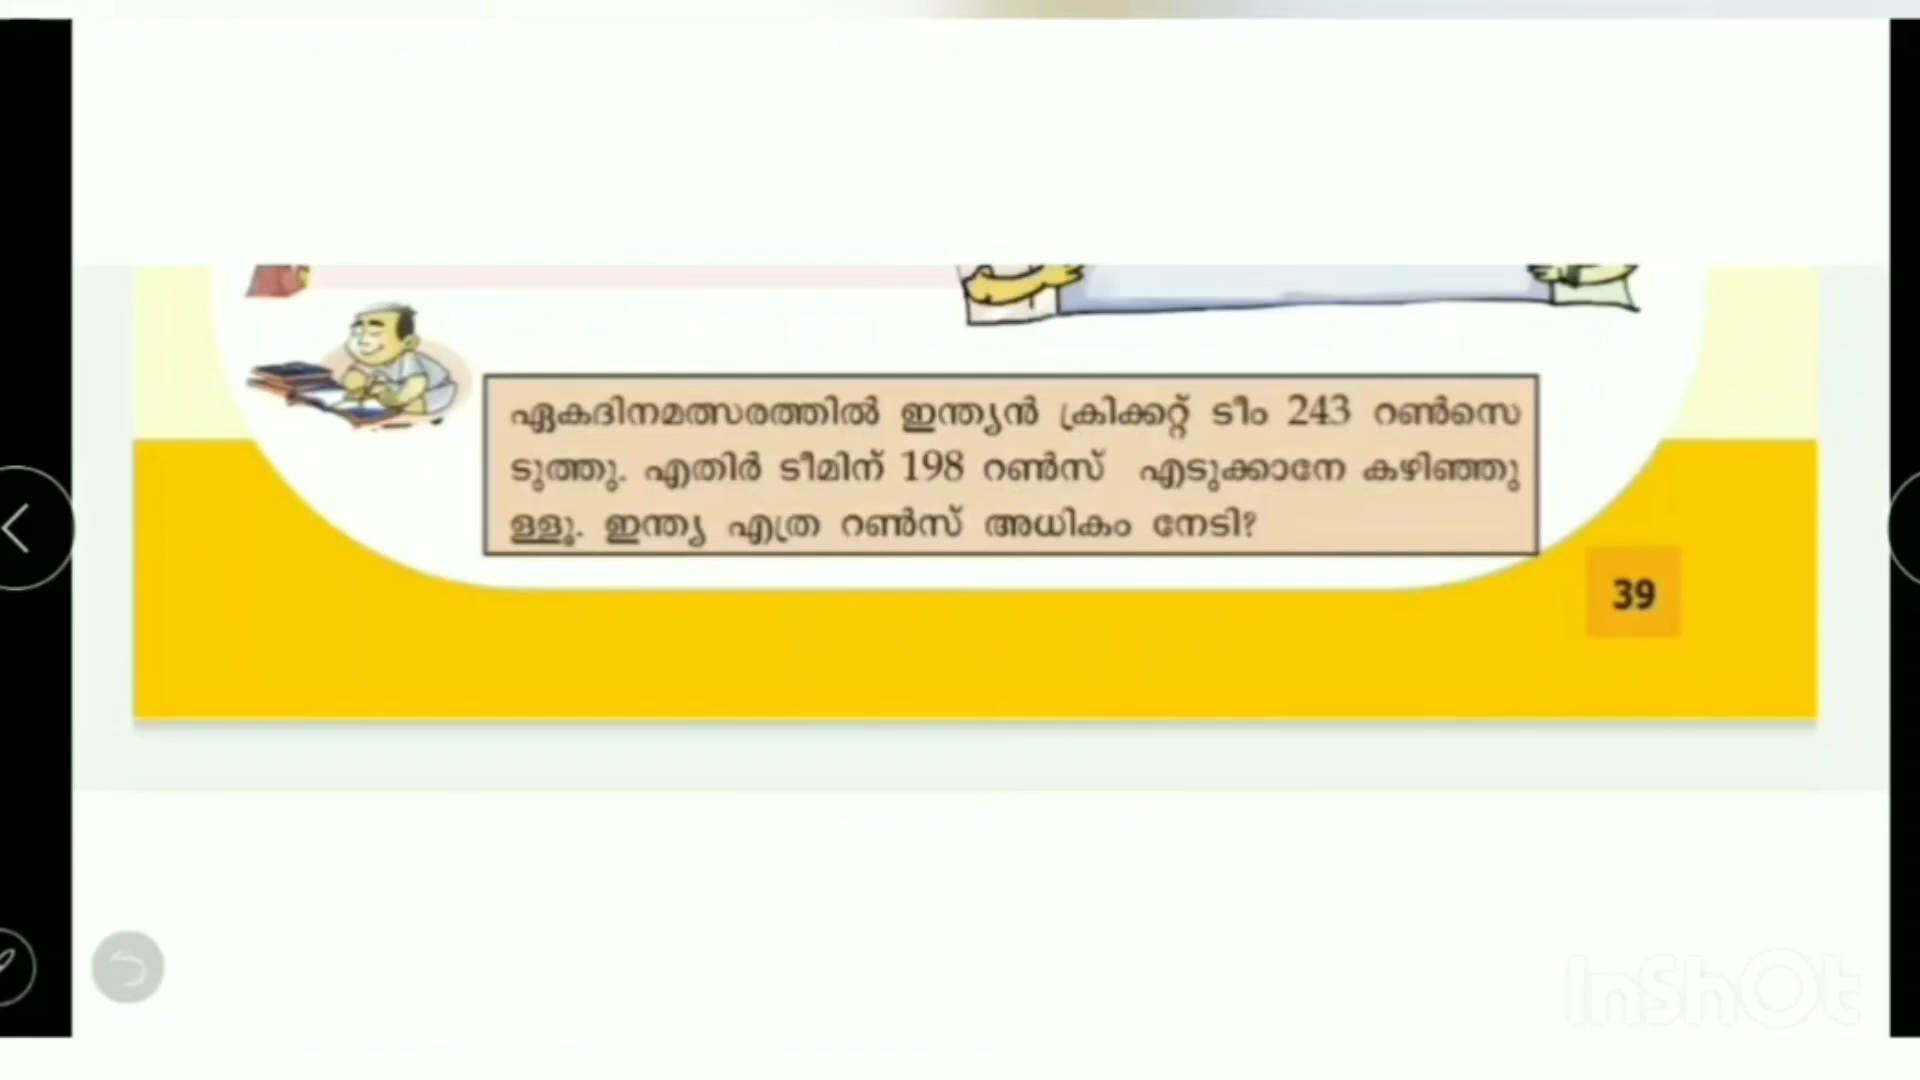 ഏകദിനമത്സരത്തിൽ ഇന്ത്യൻ ക്രിക്കറ്റ് ടീം 243 റൺസെ
ടുത്തു. എതിർ ടീമിന് 198 റൺസ് എടുക്കാനേ കഴിഞ്ഞു
ള്ളൂ. ഇന്ത്യ എത്ര റൺസ് അധികം നേടി?
39
InShOt